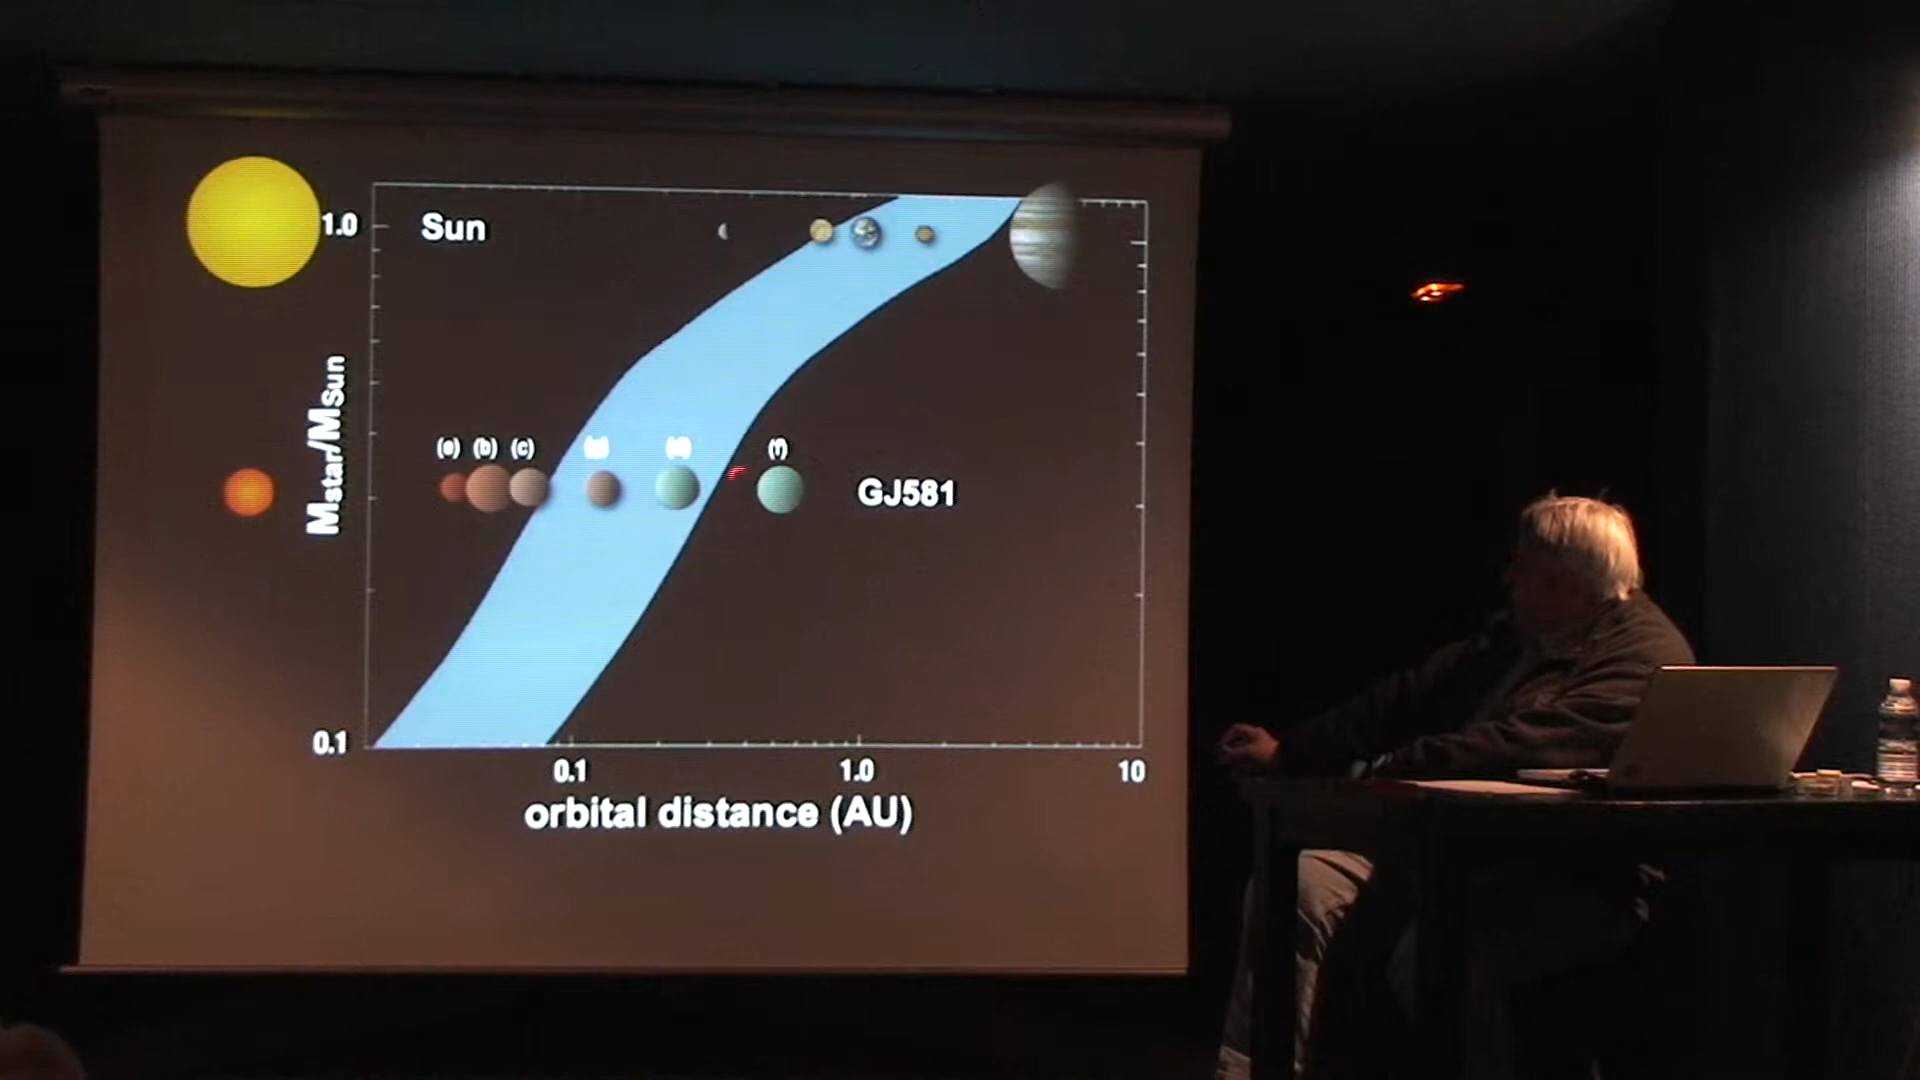 1.0
Sun
Mstar/Msun
(e) (b) (c)
(f)
GJ581
0.1
0.1 1.0 10
orbital distance (AU)